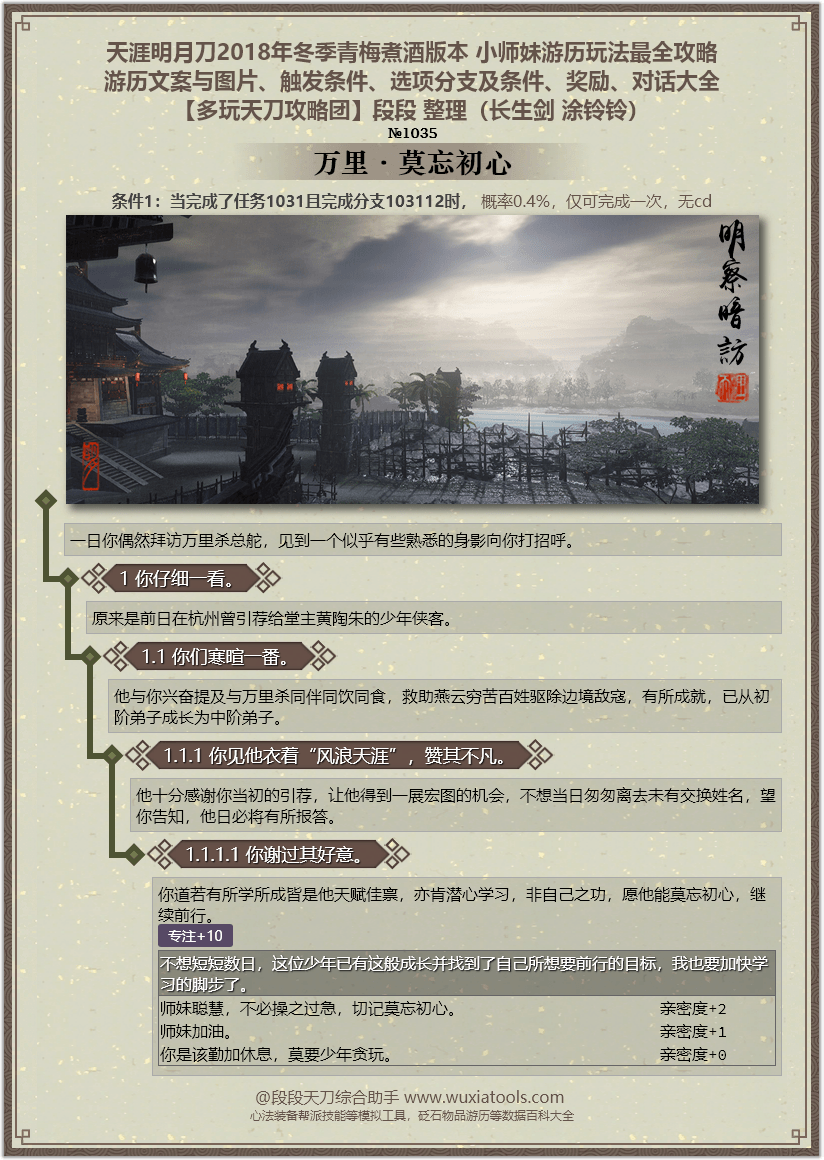 天涯明月刀2018年冬季青梅煮酒版本 小师妹游历玩法最全攻略
游历文案与图片、触发条件、选项分支及条件、奖励、对话大全
【多玩天刀攻略团】段段 整理（长生剑 涂铃铃）
№1035
万里 · 莫忘初心
条件1：当完成了任务1031且完成分支103112时， 概率0.4%，仅可完成一次，无cd
明察暗訪
一日你偶然拜访万里杀总舵，见到一个似乎有些熟悉的身影向你打招呼。
1 你仔细一看。
原来是前日在杭州曾引荐给堂主黄陶朱的少年侠客。
1.1 你们寒暄一番。
他与你兴奋提及与万里杀同伴同饮同食，救助燕云穷苦百姓驱除边境敌寇，有所成就，已从初
阶弟子成长为中阶弟子。
1.1.1 你见他衣着“风浪天涯”，赞其不凡。
他十分感谢你当初的引荐，让他得到一展宏图的机会，不想当日匆匆离去未有交换姓名，望
你告知，他日必将有所报答。
1.1.1.1 你谢过其好意。
你道若有所学所成皆是他天赋佳禀，亦肯潜心学习，非自己之功，愿他能莫忘初心，继
续前行。
专注+10
不想短短数日，这位少年已有这般成长并找到了自己所想要前行的目标，我也要加快学
习的脚步了。
师妹聪慧，不必操之过急，切记莫忘初心。 亲密度+2
师妹加油。 亲密度+1
你是该勤加休息，莫要少年贪玩。 亲密度+0
@段段天刀综合助手 www.wuxiatools.com
心法装备帮派技能等模拟工具，砭石物品游历等数据百科大全